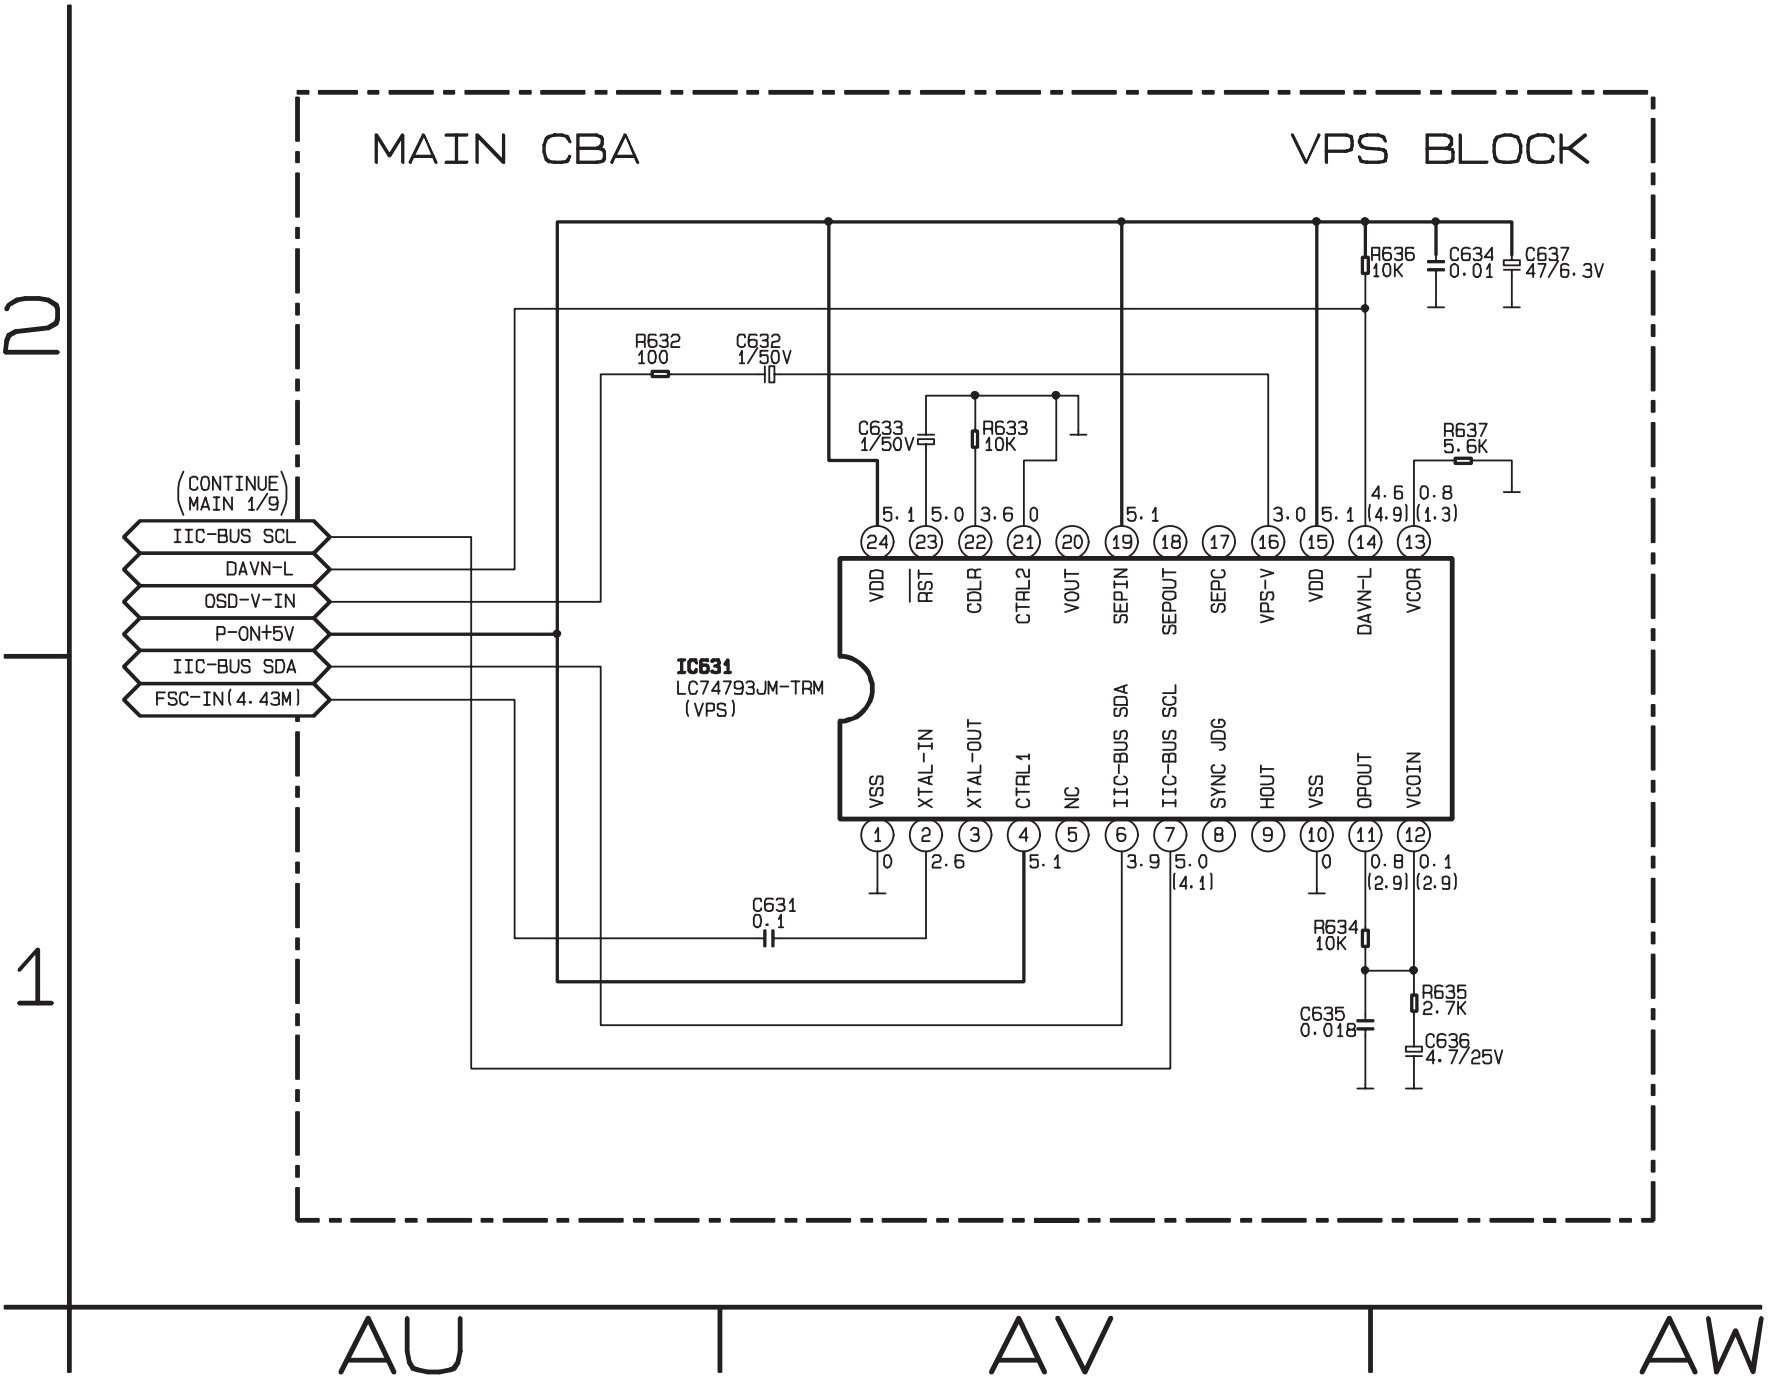 MAIN CBA
VPS BLOCK
2
R636
10K
C634
0.01
C637
47/6.3V
R632
100
C632
1/50V
C633
1/50V
R633
10K
R637
5.6K
(CONTINUE
MAIN 1/9)
4.6
(4.9)
0.8
(1.3)
5.1
5.0
3.6
0
5.1
3.0
5.1
IIC-BUS SCL
DAVN-L
OSD-V-IN
P-ON+5V
IIC-BUS SDA
FSC-IN(4.43M)
24
23
22
21
20
19
18
17
16
15
14
13
VDD
RST
CDLR
CTRL2
VOUT
SEPIN
SEPOUT
SEPC
VPS-V
VDD
DAVN-L
VCOR
IC631
LC74793JM-TRM
(VPS)
VSS
XTAL-IN
XTAL-OUT
CTRL1
NC
IIC-BUS SDA
IIC-BUS SCL
SYNC JDG
HOUT
VSS
OPOUT
VCOIN
1
2
3
4
5
6
7
8
9
10
11
12
0
2.6
5.1
3.9
5.0
(4.1)
0
0.8
(2.9)
0.1
(2.9)
C631
0.1
R634
10K
1
C635
0.018
R635
2.7K
C636
4.7/25V
AU
AV
AW